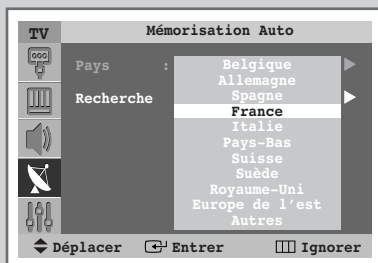 TV Mémorisation Auto
Pays : Belgique
Allemagne
Recherche Spagne
France
Italie
Pays-Bas
Suisse
Suède
Royaume-Uni
Europe de l'est
Autres
Déplacer Entrer Ignorer